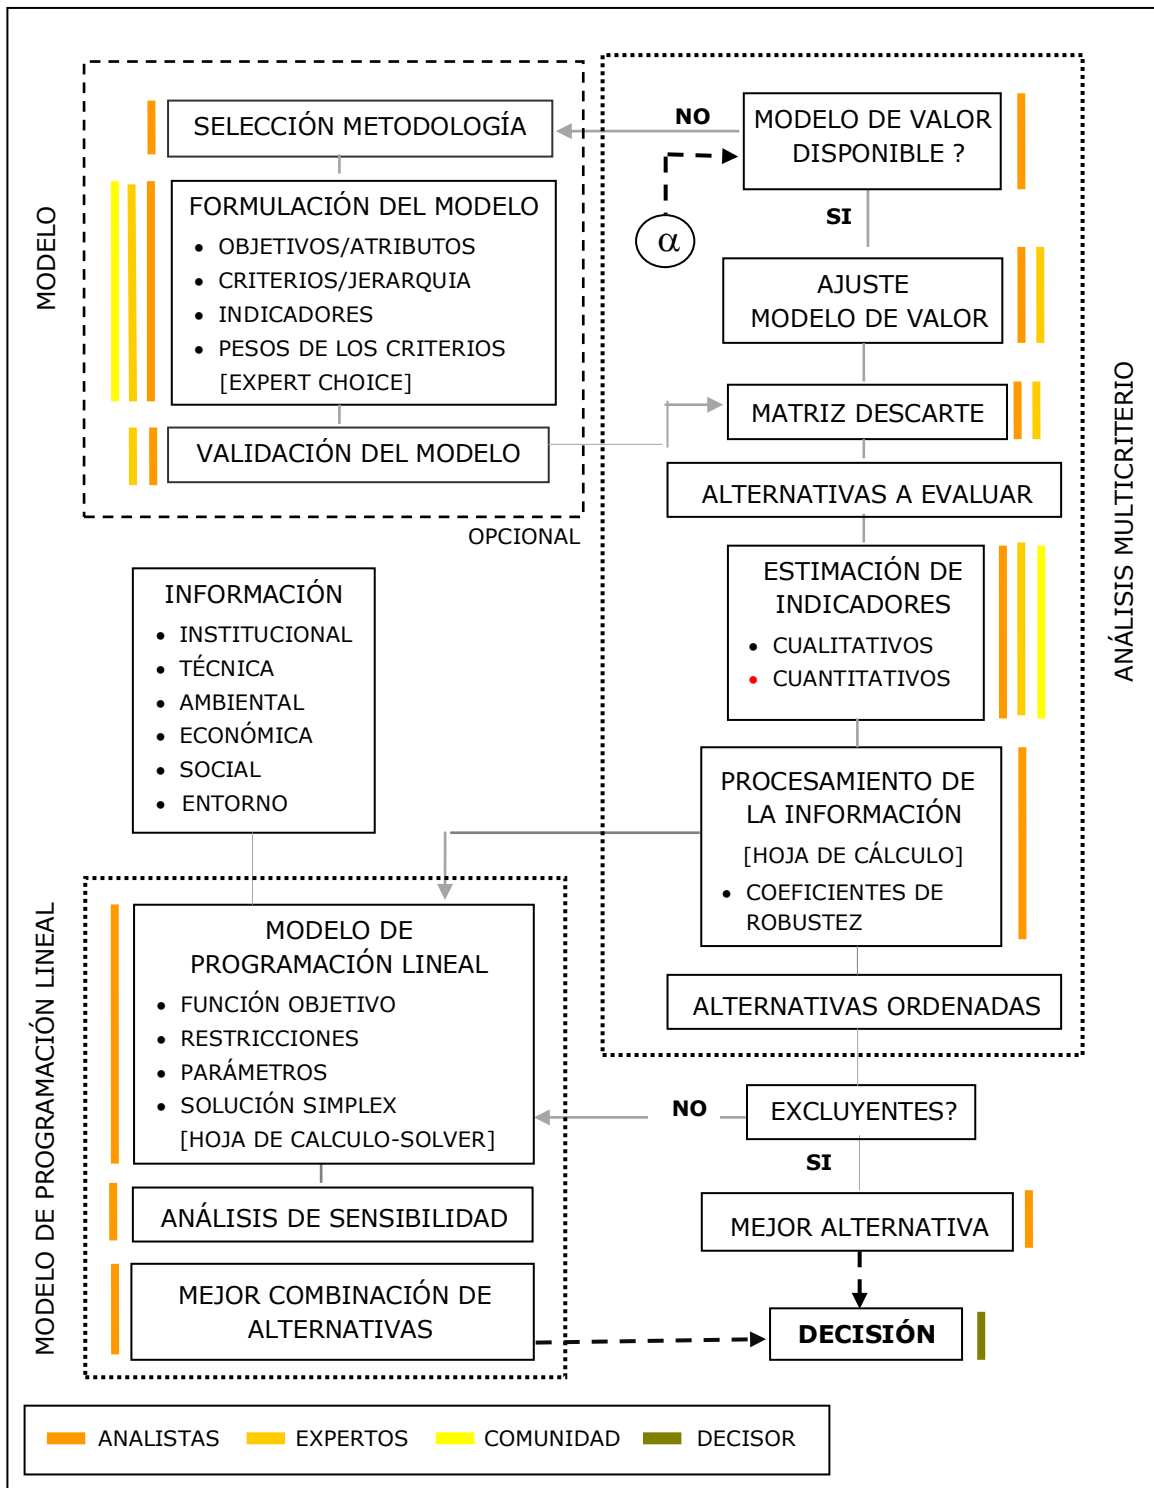 SELECCIÓN METODOLOGÍA
NO
MODELO DE VALOR
DISPONIBLE ?
MODELO
FORMULACIÓN DEL MODELO
• OBJETIVOS/ATRIBUTOS
• CRITERIOS/JERARQUIA
• INDICADORES
• PESOS DE LOS CRITERIOS
[EXPERT CHOICE]
α
SI
AJUSTE
MODELO DE VALOR
MATRIZ DESCARTE
VALIDACIÓN DEL MODELO
ALTERNATIVAS A EVALUAR
OPCIONAL
ANÁLISIS MULTICRITERIO
ESTIMACIÓN DE
INDICADORES
• CUALITATIVOS
• CUANTITATIVOS
INFORMACIÓN
• INSTITUCIONAL
• TÉCNICA
• AMBIENTAL
• ECONÓMICA
• SOCIAL
• ENTORNO
PROCESAMIENTO DE
LA INFORMACIÓN
[HOJA DE CÁLCULO]
• COEFICIENTES DE
ROBUSTEZ
MODELO DE PROGRAMACIÓN LINEAL
MODELO DE
PROGRAMACIÓN LINEAL
• FUNCIÓN OBJETIVO
• RESTRICCIONES
• PARÁMETROS
• SOLUCIÓN SIMPLEX
[HOJA DE CALCULO-SOLVER]
ALTERNATIVAS ORDENADAS
NO
EXCLUYENTES?
SI
ANÁLISIS DE SENSIBILIDAD
MEJOR ALTERNATIVA
MEJOR COMBINACIÓN DE
ALTERNATIVAS
DECISIÓN
ANALISTAS
EXPERTOS
COMUNIDAD
DECISOR